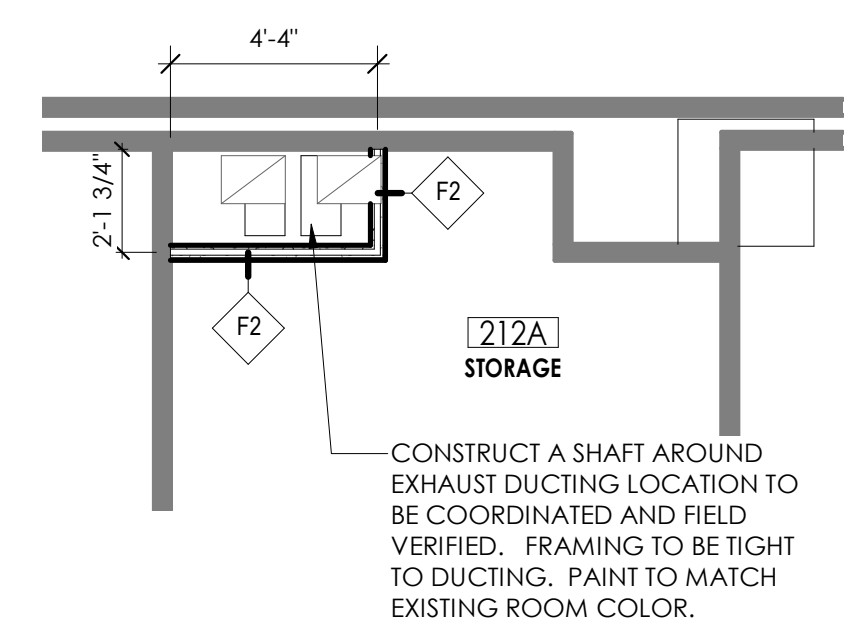 4'-4"
2'-1 3/4"
F2
F2
212A
STORAGE
CONSTRUCT A SHAFT AROUND
EXHAUST DUCTING LOCATION TO
BE COORDINATED AND FIELD
VERIFIED. FRAMING TO BE TIGHT
TO DUCTING. PAINT TO MATCH
EXISTING ROOM COLOR.